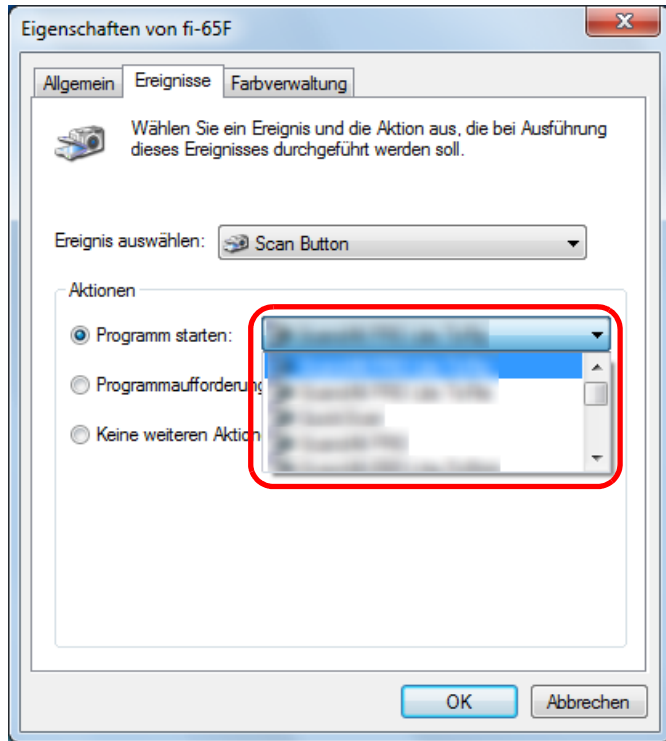 Eigenschaften von fi-65F
Allgemein Ereignisse Farbverwaltung
Wählen Sie ein Ereignis und die Aktion aus, die bei Ausführung
dieses Ereignisses durchgeführt werden soll.
Ereignis auswählen: Scan Button
Aktionen
Programm starten:
Programmaufforderung
Keine weiteren Aktion
OK Abbrechen